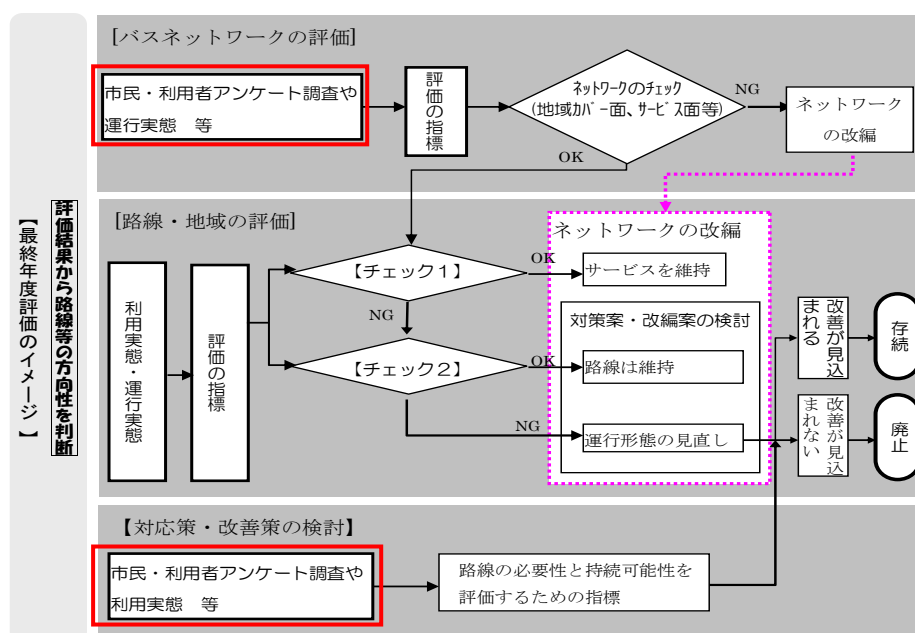 【最終年度評価のイメージ】
評価結果から路線等の方向性を判断
[バスネットワークの評価]
市民・利用者アンケート調査や
運行実態　等
評価の指標
ネットワークのチェック
(地域カバー面、サービス面等)
NG
ネットワーク
の改編
OK
[路線・地域の評価]
利用実態・運行実態
評価の指標
【チェック１】
OK
NG
【チェック２】
OK
NG
ネットワークの改編
サービスを維持
対策案・改編案の検討
路線は維持
運行形態の見直し
改善が見込
まれる
存続
改善が見込
まれない
廃止
【対応策・改善策の検討】
市民・利用者アンケート調査や
利用実態　等
路線の必要性と持続可能性を
評価するための指標